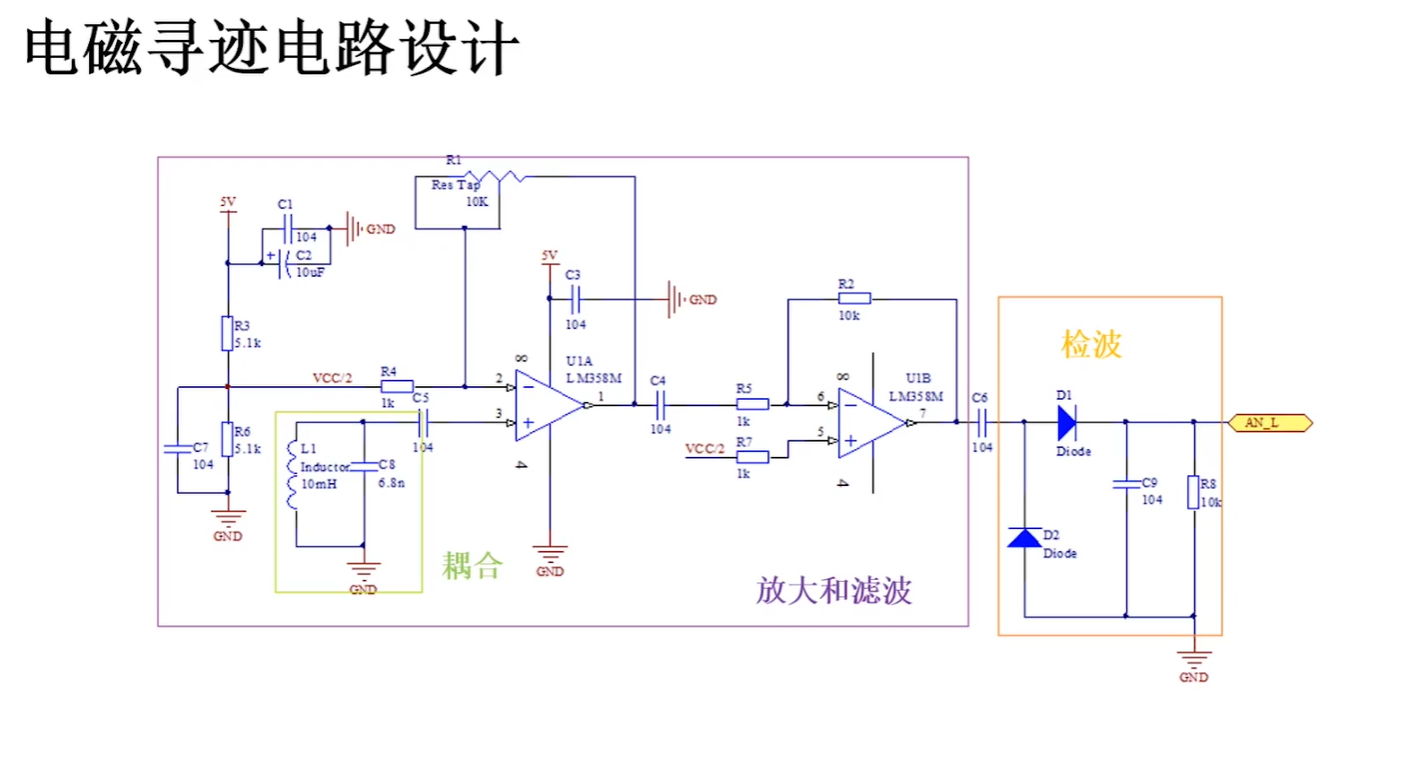 电磁寻迹电路设计
R1
Res Tap
10K
5V
C1
104
GND
C2
10uF
+
5V
C3
104
GND
R2
10k
R3
5.1k
VCC/2
R4
1k
2
3
8
U1A
LM358M
1
4
GND
C5
104
C4
104
R5
1k
VCC/2
R7
1k
6
5
8
U1B
LM358M
7
4
C6
104
检波
D1
Diode
AN_L
C7
104
R6
5.1k
GND
L1
Inductor
10mH
C8
6.8n
GND
耦合
放大和滤波
D2
Diode
C9
104
R8
10k
GND